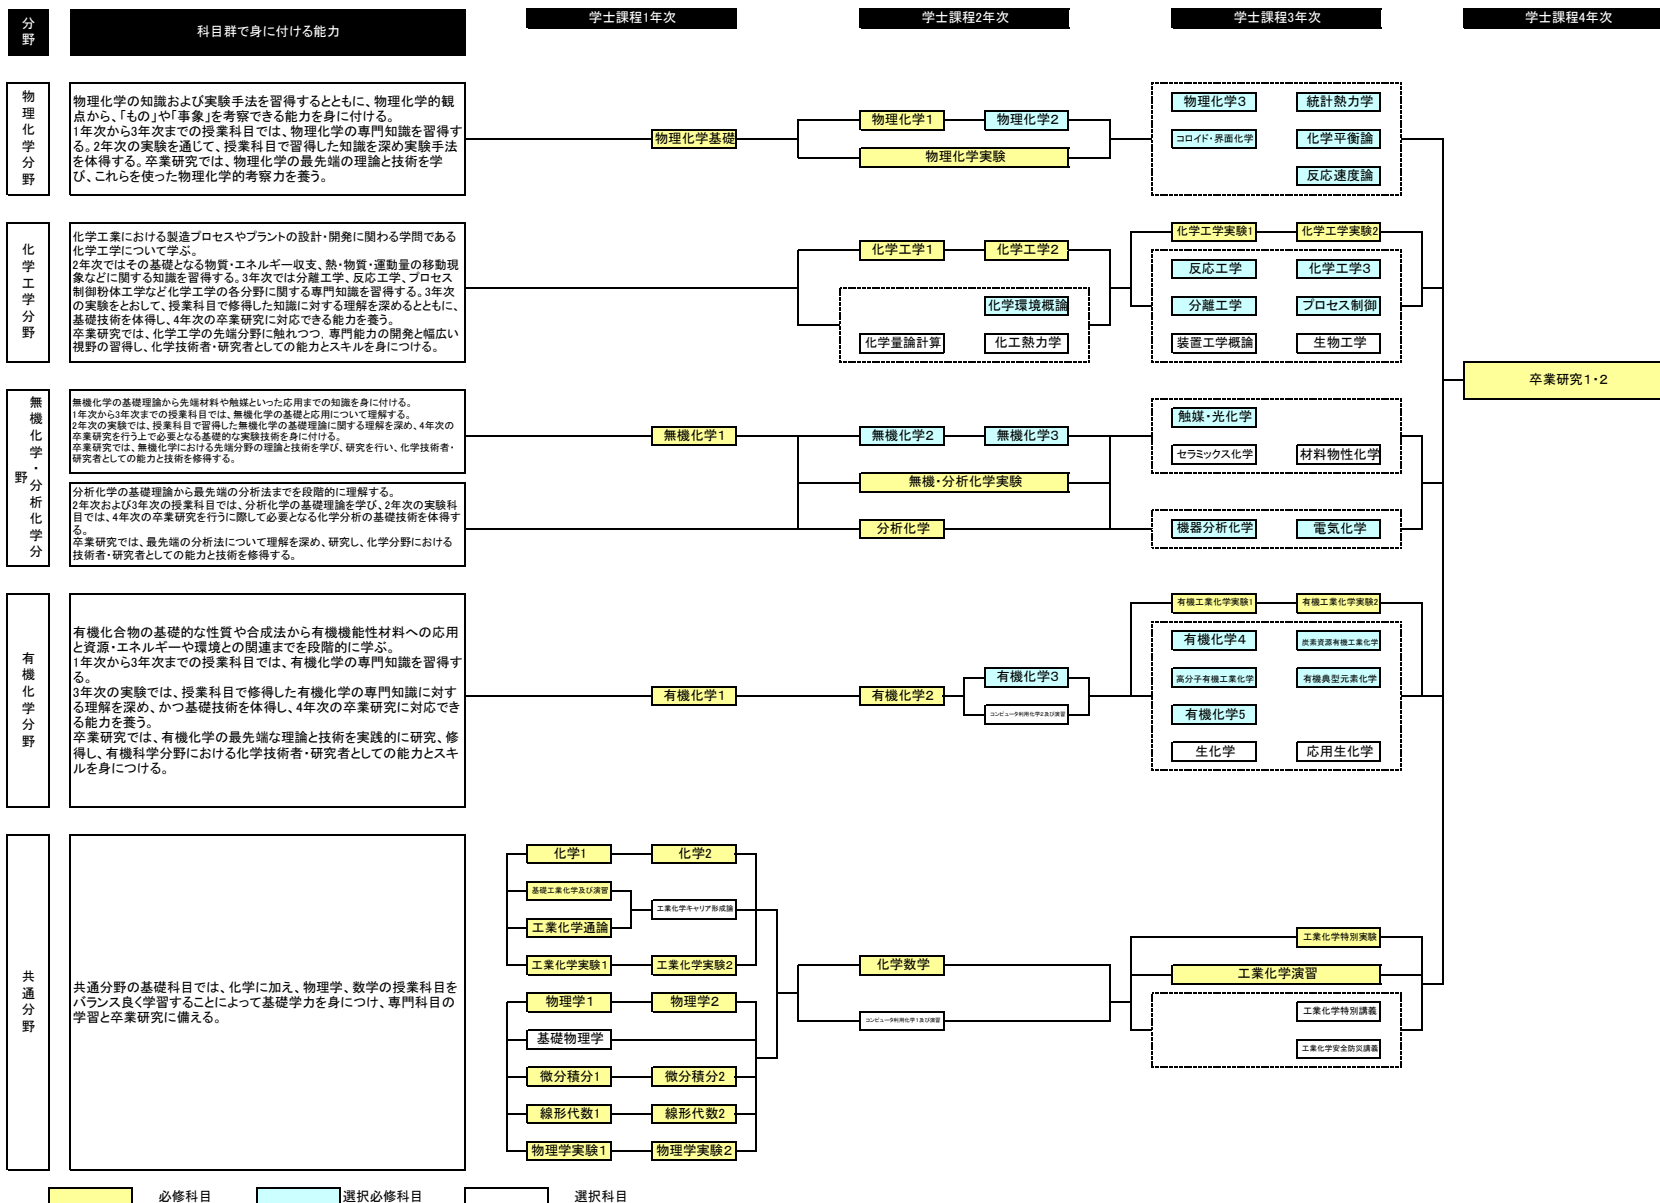 分野
科目群で身に付ける能力
学士課程1年次
学士課程2年次
学士課程3年次
学士課程4年次
物理化学分野
物理化学の知識および実験手法を習得するとともに、物理化学的観
点から、「もの」や「事象」を考察できる能力を身に付ける。
1年次から3年次までの授業科目では、物理化学の専門知識を習得す
る。2年次の実験を通じて、授業科目で習得した知識を深め実験手法
を体得する。卒業研究では、物理化学の最先端の理論と技術を学
び、これらを使った物理化学的考察力を養う。
物理化学基礎
物理化学1
物理化学2
物理化学実験
物理化学3
統計熱力学
コロイド・界面化学
化学平衡論
反応速度論
化学工学分野
化学工業における製造プロセスやプラントの設計・開発に関わる学問である
化学工学について学ぶ。
2年次ではその基礎となる物質・エネルギー収支、熱・物質・運動量の移動現
象などに関する知識を習得する。3年次では分離工学、反応工学、プロセス
制御粉体工学など化学工学の各分野に関する専門知識を習得する。3年次
の実験をとおして、授業科目で修得した知識に対する理解を深めるとともに、
基礎技術を体得し、4年次の卒業研究に対応できる能力を養う。
卒業研究では、化学工学の先端分野に触れつつ、専門能力の開発と幅広い
視野の習得し、化学技術者・研究者としての能力とスキルを身につける。
化学工学1
化学工学2
化学環境概論
化学量論計算
化工熱力学
化学工学実験1
化学工学実験2
反応工学
化学工学3
分離工学
プロセス制御
装置工学概論
生物工学
卒業研究1・2
無機化学・分析化学分野
無機化学の基礎理論から先端材料や触媒といった応用までの知識を身に付ける。
1年次から3年次までの授業科目では、無機化学の基礎と応用について理解する。
2年次の実験では、授業科目で習得した無機化学の基礎理論に関する理解を深め、4年次の
卒業研究を行う上で必要となる基礎的な実験技術を身に付ける。
卒業研究では、無機化学における先端分野の理論と技術を学び、研究を行い、化学技術者・
研究者としての能力と技術を修得する。
無機化学1
無機化学2
無機化学3
無機・分析化学実験
触媒・光化学
セラミックス化学
材料物性化学
分析化学の基礎理論から最先端の分析法までを段階的に理解する。
2年次および3年次の授業科目では、分析化学の基礎理論を学び、2年次の実験科
目では、4年次の卒業研究を行うに際して必要となる化学分析の基礎技術を体得す
る。
卒業研究では、最先端の分析法について理解を深め、研究し、化学分野における
技術者・研究者としての能力と技術を修得する。
分析化学
機器分析化学
電気化学
有機化学分野
有機化合物の基礎的な性質や合成法から有機機能性材料への応用
と資源・エネルギーや環境との関連までを段階的に学ぶ。
1年次から3年次までの授業科目では、有機化学の専門知識を習得す
る。
3年次の実験では、授業科目で修得した有機化学の専門知識に対す
る理解を深め、かつ基礎技術を体得し、4年次の卒業研究に対応でき
る能力を養う。
卒業研究では、有機化学の最先端な理論と技術を実践的に研究、修
得し、有機科学分野における化学技術者・研究者としての能力とスキ
ルを身につける。
有機化学1
有機化学2
有機化学3
コンピュータ利用化学2及び演習
有機工業化学実験1
有機工業化学実験2
有機化学4
炭素資源有機工業化学
高分子有機工業化学
有機典型元素化学
有機化学5
生化学
応用生化学
共通分野
共通分野の基礎科目では、化学に加え、物理学、数学の授業科目を
バランス良く学習することによって基礎学力を身につけ、専門科目の
学習と卒業研究に備える。
化学1
化学2
基礎工業化学及び演習
工業化学キャリア形成論
工業化学通論
工業化学実験1
工業化学実験2
物理学1
物理学2
基礎物理学
微分積分1
微分積分2
線形代数1
線形代数2
物理学実験1
物理学実験2
化学数学
コンピュータ利用化学1及び演習
工業化学特別実験
工業化学演習
工業化学特別講義
工業化学安全防災講義
必修科目
選択必修科目
選択科目